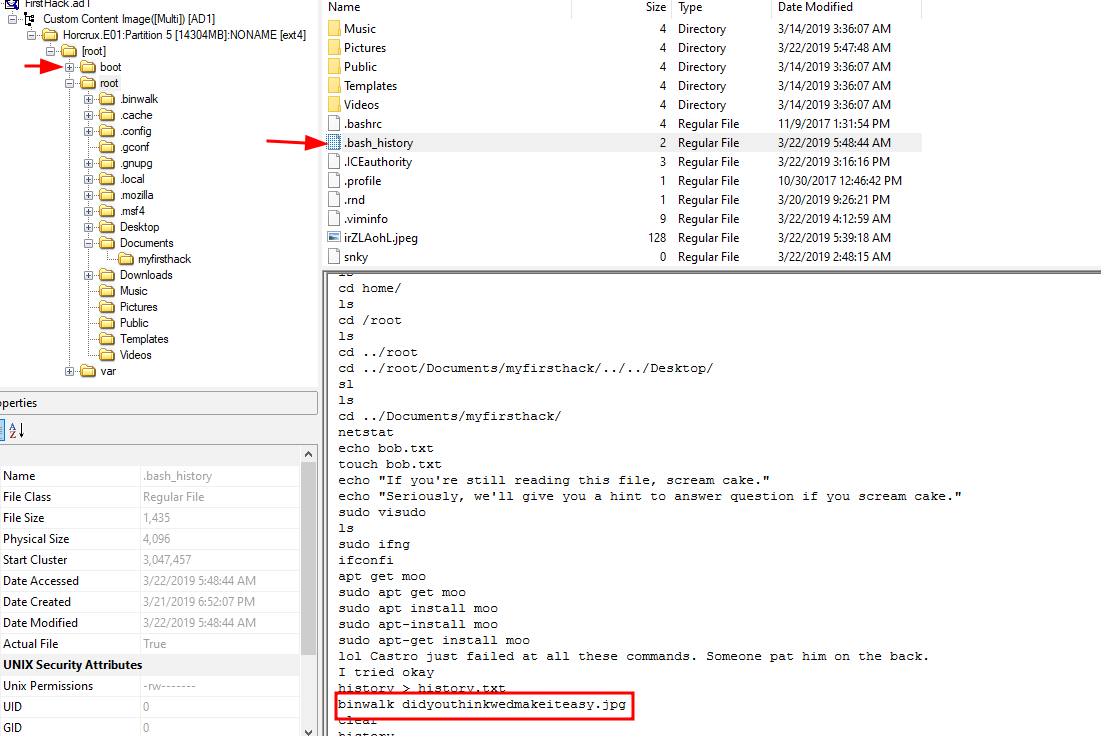 FirstHack.ad1
Custom Content Image([Multi]) [AD1]
Horcrux.E01:Partition 5 [14304MB]:NONAME [ext4]
[root]
boot
root
.binwalk
.cache
.config
.gconf
.gnupg
.local
.mozilla
.msf4
Desktop
Documents
myfirsthack
Downloads
Music
Pictures
Public
Templates
Videos
var
Name Size Type Date Modified
Music 4 Directory 3/14/2019 3:36:07 AM
Pictures 4 Directory 3/22/2019 5:47:48 AM
Public 4 Directory 3/14/2019 3:36:07 AM
Templates 4 Directory 3/14/2019 3:36:07 AM
Videos 4 Directory 3/14/2019 3:36:07 AM
.bashrc 4 Regular File 11/9/2017 1:31:54 PM
.bash_history 2 Regular File 3/22/2019 5:48:44 AM
.ICEauthority 3 Regular File 3/22/2019 3:16:16 PM
.profile 1 Regular File 10/30/2017 12:46:42 PM
.rnd 1 Regular File 3/20/2019 9:26:21 PM
.viminfo 9 Regular File 3/22/2019 4:12:59 AM
irZLAohL.jpeg 128 Regular File 3/22/2019 5:39:18 AM
snky 0 Regular File 3/22/2019 2:48:15 AM
operties
Name .bash_history
File Class Regular File
File Size 1,435
Physical Size 4,096
Start Cluster 3,047,457
Date Accessed 3/22/2019 5:48:44 AM
Date Created 3/21/2019 6:52:07 PM
Date Modified 3/22/2019 5:48:44 AM
Actual File True
UNIX Security Attributes
Unix Permissions -rw-------
UID 0
GID 0
ls
cd home/
ls
cd /root
ls
cd ../root
cd ../root/Documents/myfirsthack/../../Desktop/
sl
ls
cd ../Documents/myfirsthack/
netstat
echo bob.txt
touch bob.txt
echo "If you're still reading this file, scream cake."
echo "Seriously, we'll give you a hint to answer question if you scream cake."
sudo visudo
ls
sudo ifng
ifconfi
apt get moo
sudo apt get moo
sudo apt install moo
sudo apt-install moo
sudo apt-get install moo
lol Castro just failed at all these commands. Someone pat him on the back.
I tried okay
history > history.txt
binwalk didyouthinkwedmakeiteasy.jpg
clear
history